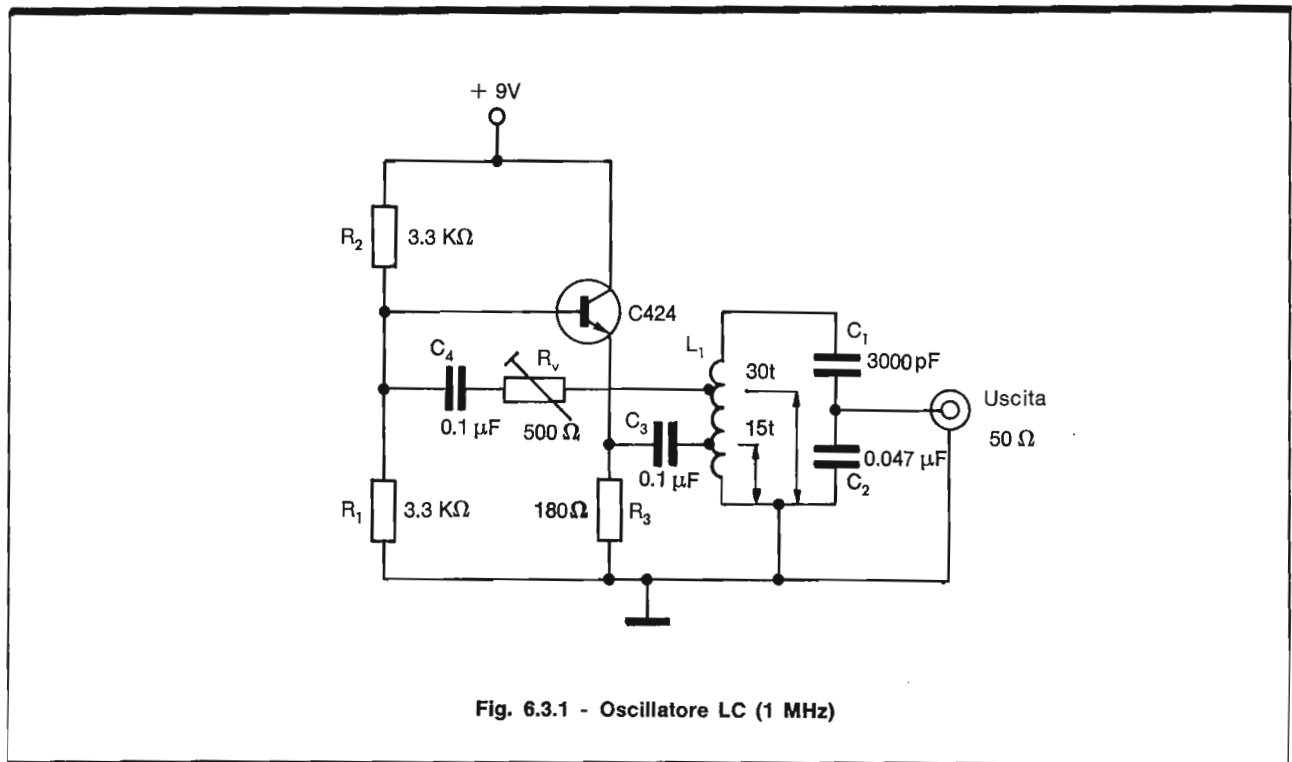 + 9V
R2 3.3 KΩ
C424
C4
Rv
L1
C1
3000 pF
30t
Uscita
0.1 µF
500 Ω
C3
15t
50 Ω
0.047 µF
C2
0.1 µF
R1 3.3 KΩ
180Ω R3
Fig. 6.3.1 - Oscillatore LC (1 MHz)